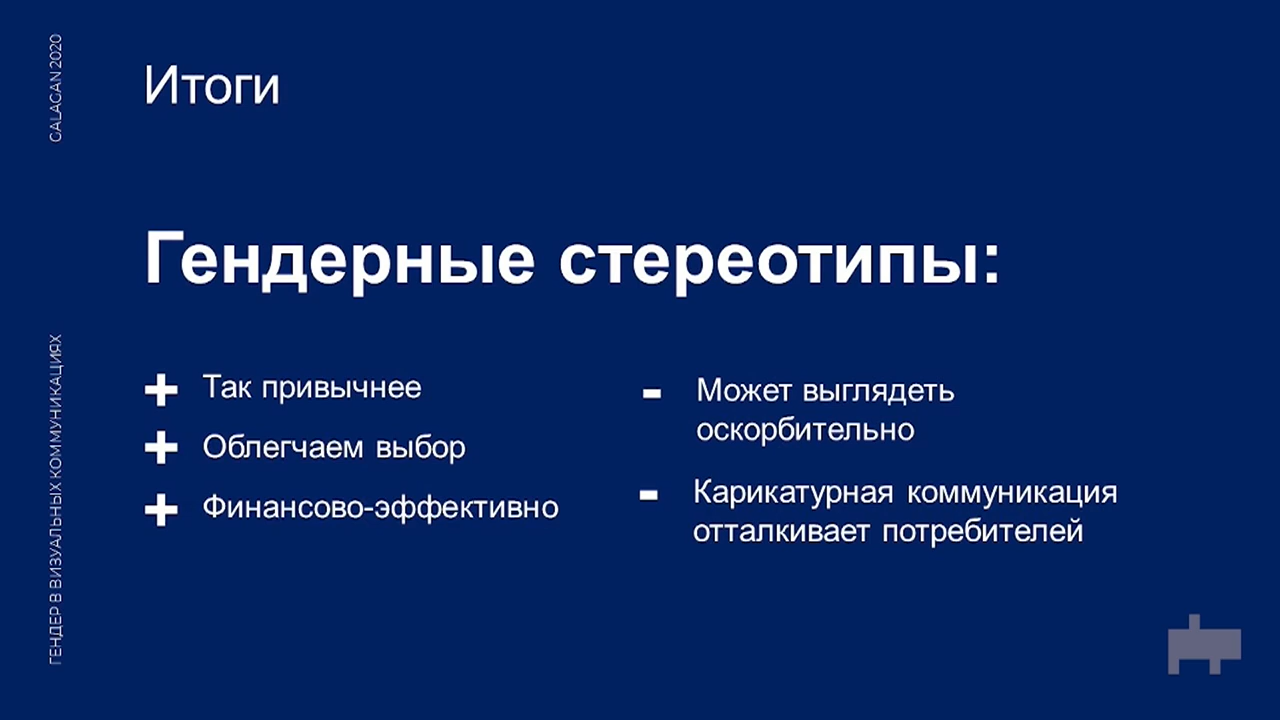 GALAGAN 2020
ГЕНДЕР В ВИЗУАЛЬНЫХ КОММУНИКАЦИЯХ
Итоги
Гендерные стереотипы:
+ Так привычнее
+ Облегчаем выбор
+ Финансово-эффективно
- Может выглядеть
оскорбительно
- Карикатурная коммуникация
отталкивает потребителей